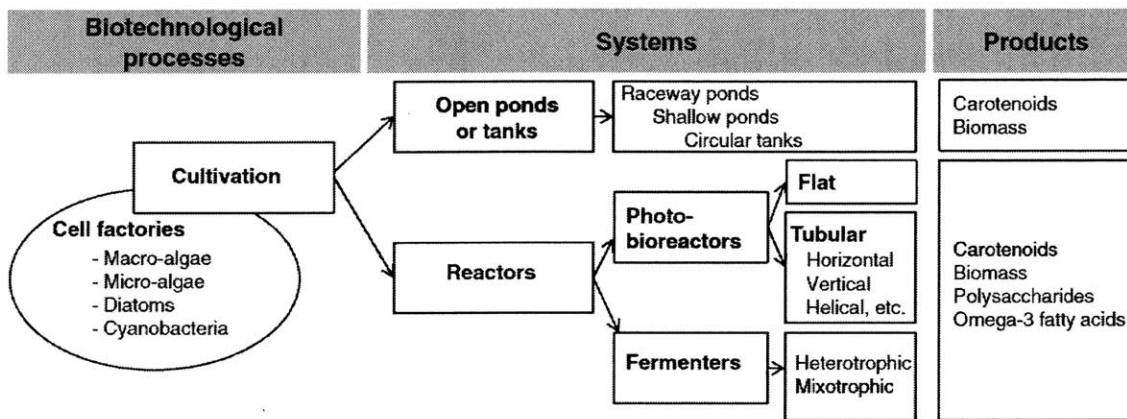 Biotechnological
processes
Systems
Products
Open ponds
or tanks
Raceway ponds
Shallow ponds
Circular tanks
Carotenoids
Biomass
Cultivation
Cell factories
- Macro-algae
- Micro-algae
- Diatoms
- Cyanobacteria
Reactors
Photo-
bioreactors
Flat
Tubular
Horizontal
Vertical
Helical, etc.
Fermenters
Heterotrophic
Mixotrophic
Carotenoids
Biomass
Polysaccharides
Omega-3 fatty acids